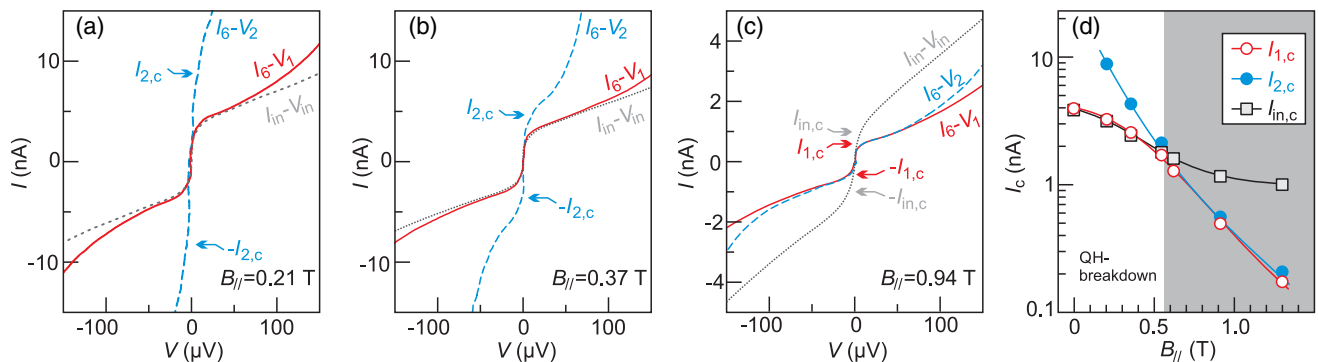 (a)
I6-V2
I2,c
I6-V1
Iin-Vin
-I2,c
B//=0.21 T
10
0
-10
I (nA)
-100
0
100
V (µV)
(b)
I6-V2
I2,c
I6-V1
Iin-Vin
-I2,c
B//=0.37 T
10
0
-10
I (nA)
-100
0
100
V (µV)
(c)
Iin-Vin
I6-V2
I6-V1
Iin,c
I1,c
-I1,c
-Iin,c
B//=0.94 T
4
2
0
-2
-4
I (nA)
-100
0
100
V (µV)
(d)
I1,c
I2,c
Iin,c
QH-
breakdown
10
1
0.1
Ic (nA)
0
0.5
1.0
B// (T)